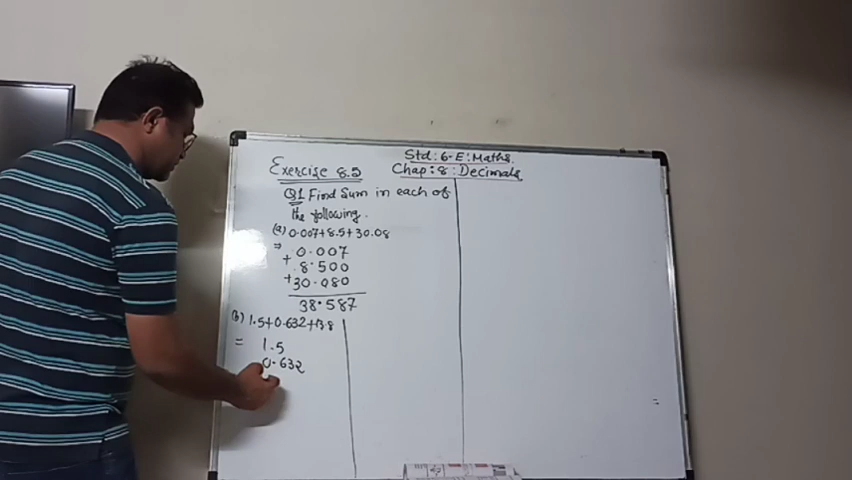 Std: 6-E: Maths.
Chap: 8: Decimals
Exercise 8.5
Q1 Find Sum in each of
the following.
(a) 0.007+8.5+30.08
⇒ 0.007
+ 8.500
+30.080
38.587
(b) 1.5+0.632+13.8
= 1.5
0.632
=